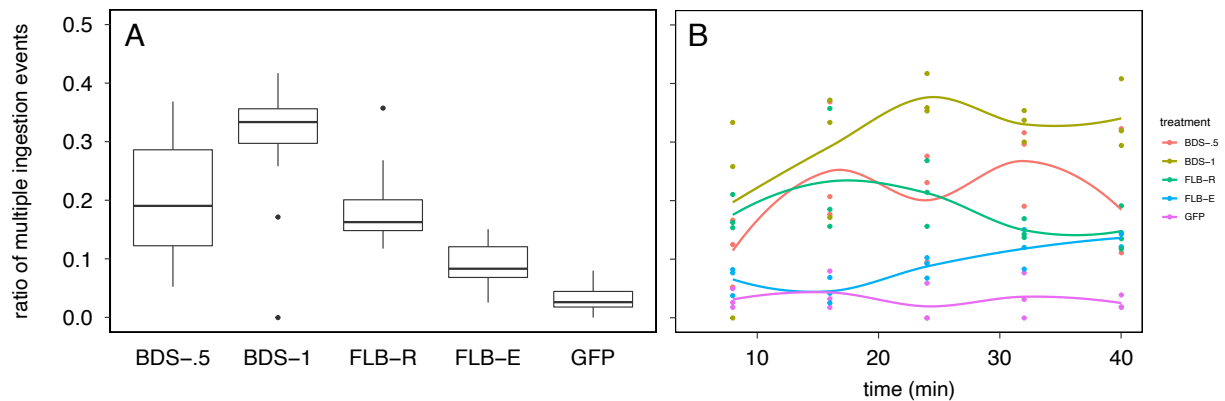 ratio of multiple ingestion events
0.5
0.4
0.3
0.2
0.1
0.0
A
BDS-.5 BDS-1 FLB-R FLB-E GFP
B
10 20 30 40
time (min)
treatment
BDS-.5
BDS-1
FLB-R
FLB-E
GFP